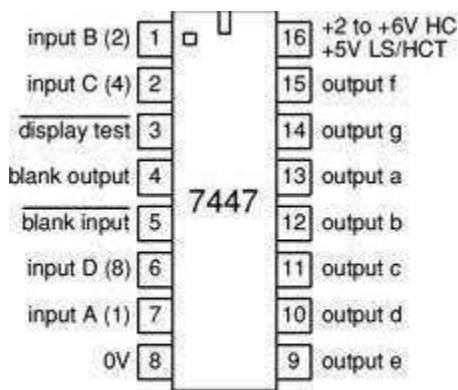 input B (2) 1
input C (4) 2
display test 3
blank output 4
blank input 5
input D (8) 6
input A (1) 7
0V 8
7447
16 +2 to +6V HC
+5V LS/HCT
15 output f
14 output g
13 output a
12 output b
11 output c
10 output d
9 output e